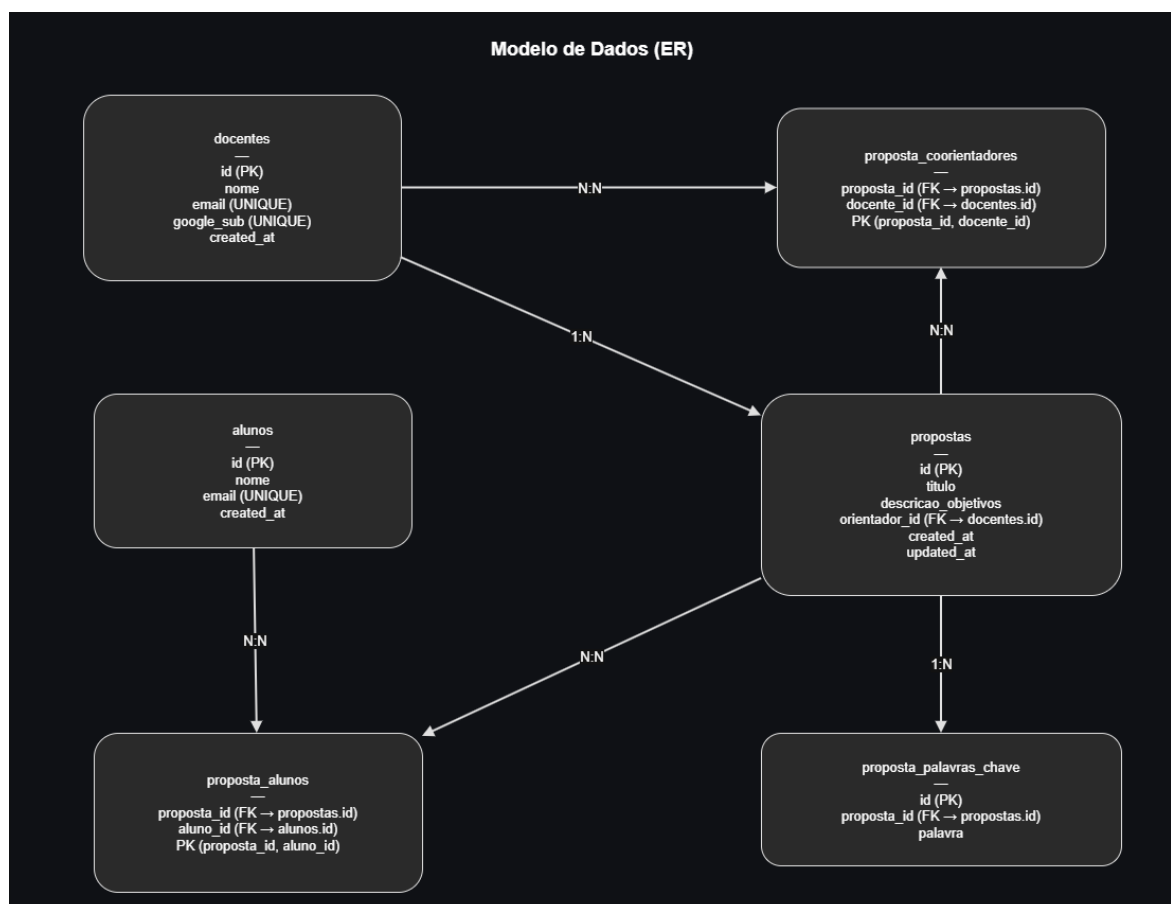 Modelo de Dados (ER)
docentes
—
id (PK)
nome
email (UNIQUE)
google_sub (UNIQUE)
created_at
N:N
proposta_coorientadores
—
proposta_id (FK → propostas.id)
docente_id (FK → docentes.id)
PK (proposta_id, docente_id)
1:N
N:N
alunos
—
id (PK)
nome
email (UNIQUE)
created_at
propostas
—
id (PK)
titulo
descricao_objetivos
orientador_id (FK → docentes.id)
created_at
updated_at
N:N
N:N
1:N
proposta_alunos
—
proposta_id (FK → propostas.id)
aluno_id (FK → alunos.id)
PK (proposta_id, aluno_id)
proposta_palavras_chave
—
id (PK)
proposta_id (FK → propostas.id)
palavra